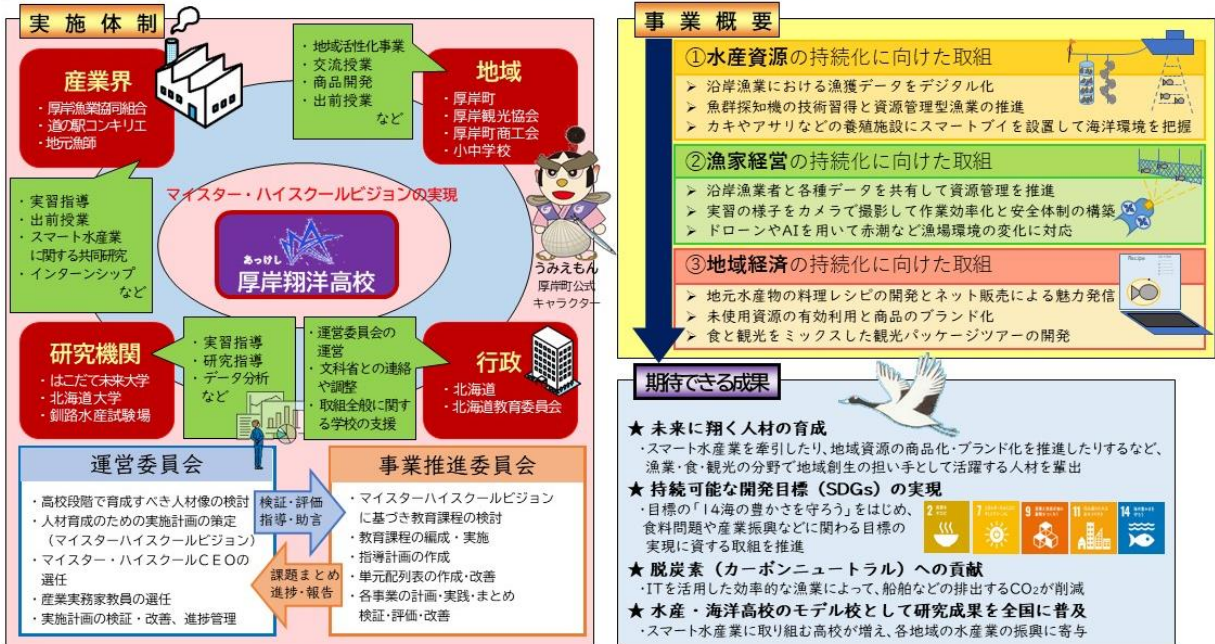 実施体制
産業界
・厚岸漁業協同組合
・道の駅コンキリエ
・地元漁師
・地域活性化事業
・交流授業
・商品開発
・出前授業
など
地域
・厚岸町
・厚岸観光協会
・厚岸町商工会
・小中学校
・実習指導
・出前授業
・スマート水産業
に関する共同研究
・インターンシップ
など
マイスター・ハイスクールビジョンの実現
あっけし
厚岸翔洋高校
うみえもん
厚岸町公式
キャラクター
研究機関
・はこだて未来大学
・北海道大学
・釧路水産試験場
・実習指導
・研究指導
・データ分析
など
・運営委員会の
運営
・文科省との連絡
や調整
・取組全般に関す
る学校の支援
行政
・北海道
・北海道教育委員会
運営委員会
・高校段階で育成すべき人材像の検討
・人材育成のための実施計画の策定
（マイスターハイスクールビジョン）
・マイスター・ハイスクールCEOの
選任
・産業実務家教員の選任
・実施計画の検証・改善、進捗管理
検証・評価
指導・助言
課題まとめ
進捗・報告
事業推進委員会
・マイスターハイスクールビジョン
に基づき教育課程の検討
・教育課程の編成・実施
・指導計画の作成
・単元配列表の作成・改善
・各事業の計画・実践・まとめ
検証・評価・改善
事業概要
①水産資源の持続化に向けた取組
➢ 沿岸漁業における漁獲データをデジタル化
➢ 魚群探知機の技術習得と資源管理型漁業の推進
➢ カキやアサリなどの養殖施設にスマートブイを設置して海洋環境を把握
②漁家経営の持続化に向けた取組
➢ 沿岸漁業者と各種データを共有して資源管理を推進
➢ 実習の様子をカメラで撮影して作業効率化と安全体制の構築
➢ ドローンやAIを用いて赤潮など漁場環境の変化に対応
③地域経済の持続化に向けた取組
Recipe
➢ 地元水産物の料理レシピの開発とネット販売による魅力発信
➢ 未使用資源の有効利用と商品のブランド化
➢ 食と観光をミックスした観光パッケージツアーの開発
期待できる成果
★ 未来に翔く人材の育成
・スマート水産業を牽引したり、地域資源の商品化・ブランド化を推進したりするなど、
漁業・食・観光の分野で地域創生の担い手として活躍する人材を輩出
★ 持続可能な開発目標（SDGs）の実現
・目標の「14海の豊かさを守ろう」をはじめ、
食料問題や産業振興などに関わる目標の
実現に資する取組を推進
2
7
9
11
14
★ 脱炭素（カーボンニュートラル）への貢献
・ITを活用した効率的な漁業によって、船舶などの排出するCO₂が削減
★ 水産・海洋高校のモデル校として研究成果を全国に普及
・スマート水産業に取り組む高校が増え、各地域の水産業の振興に寄与